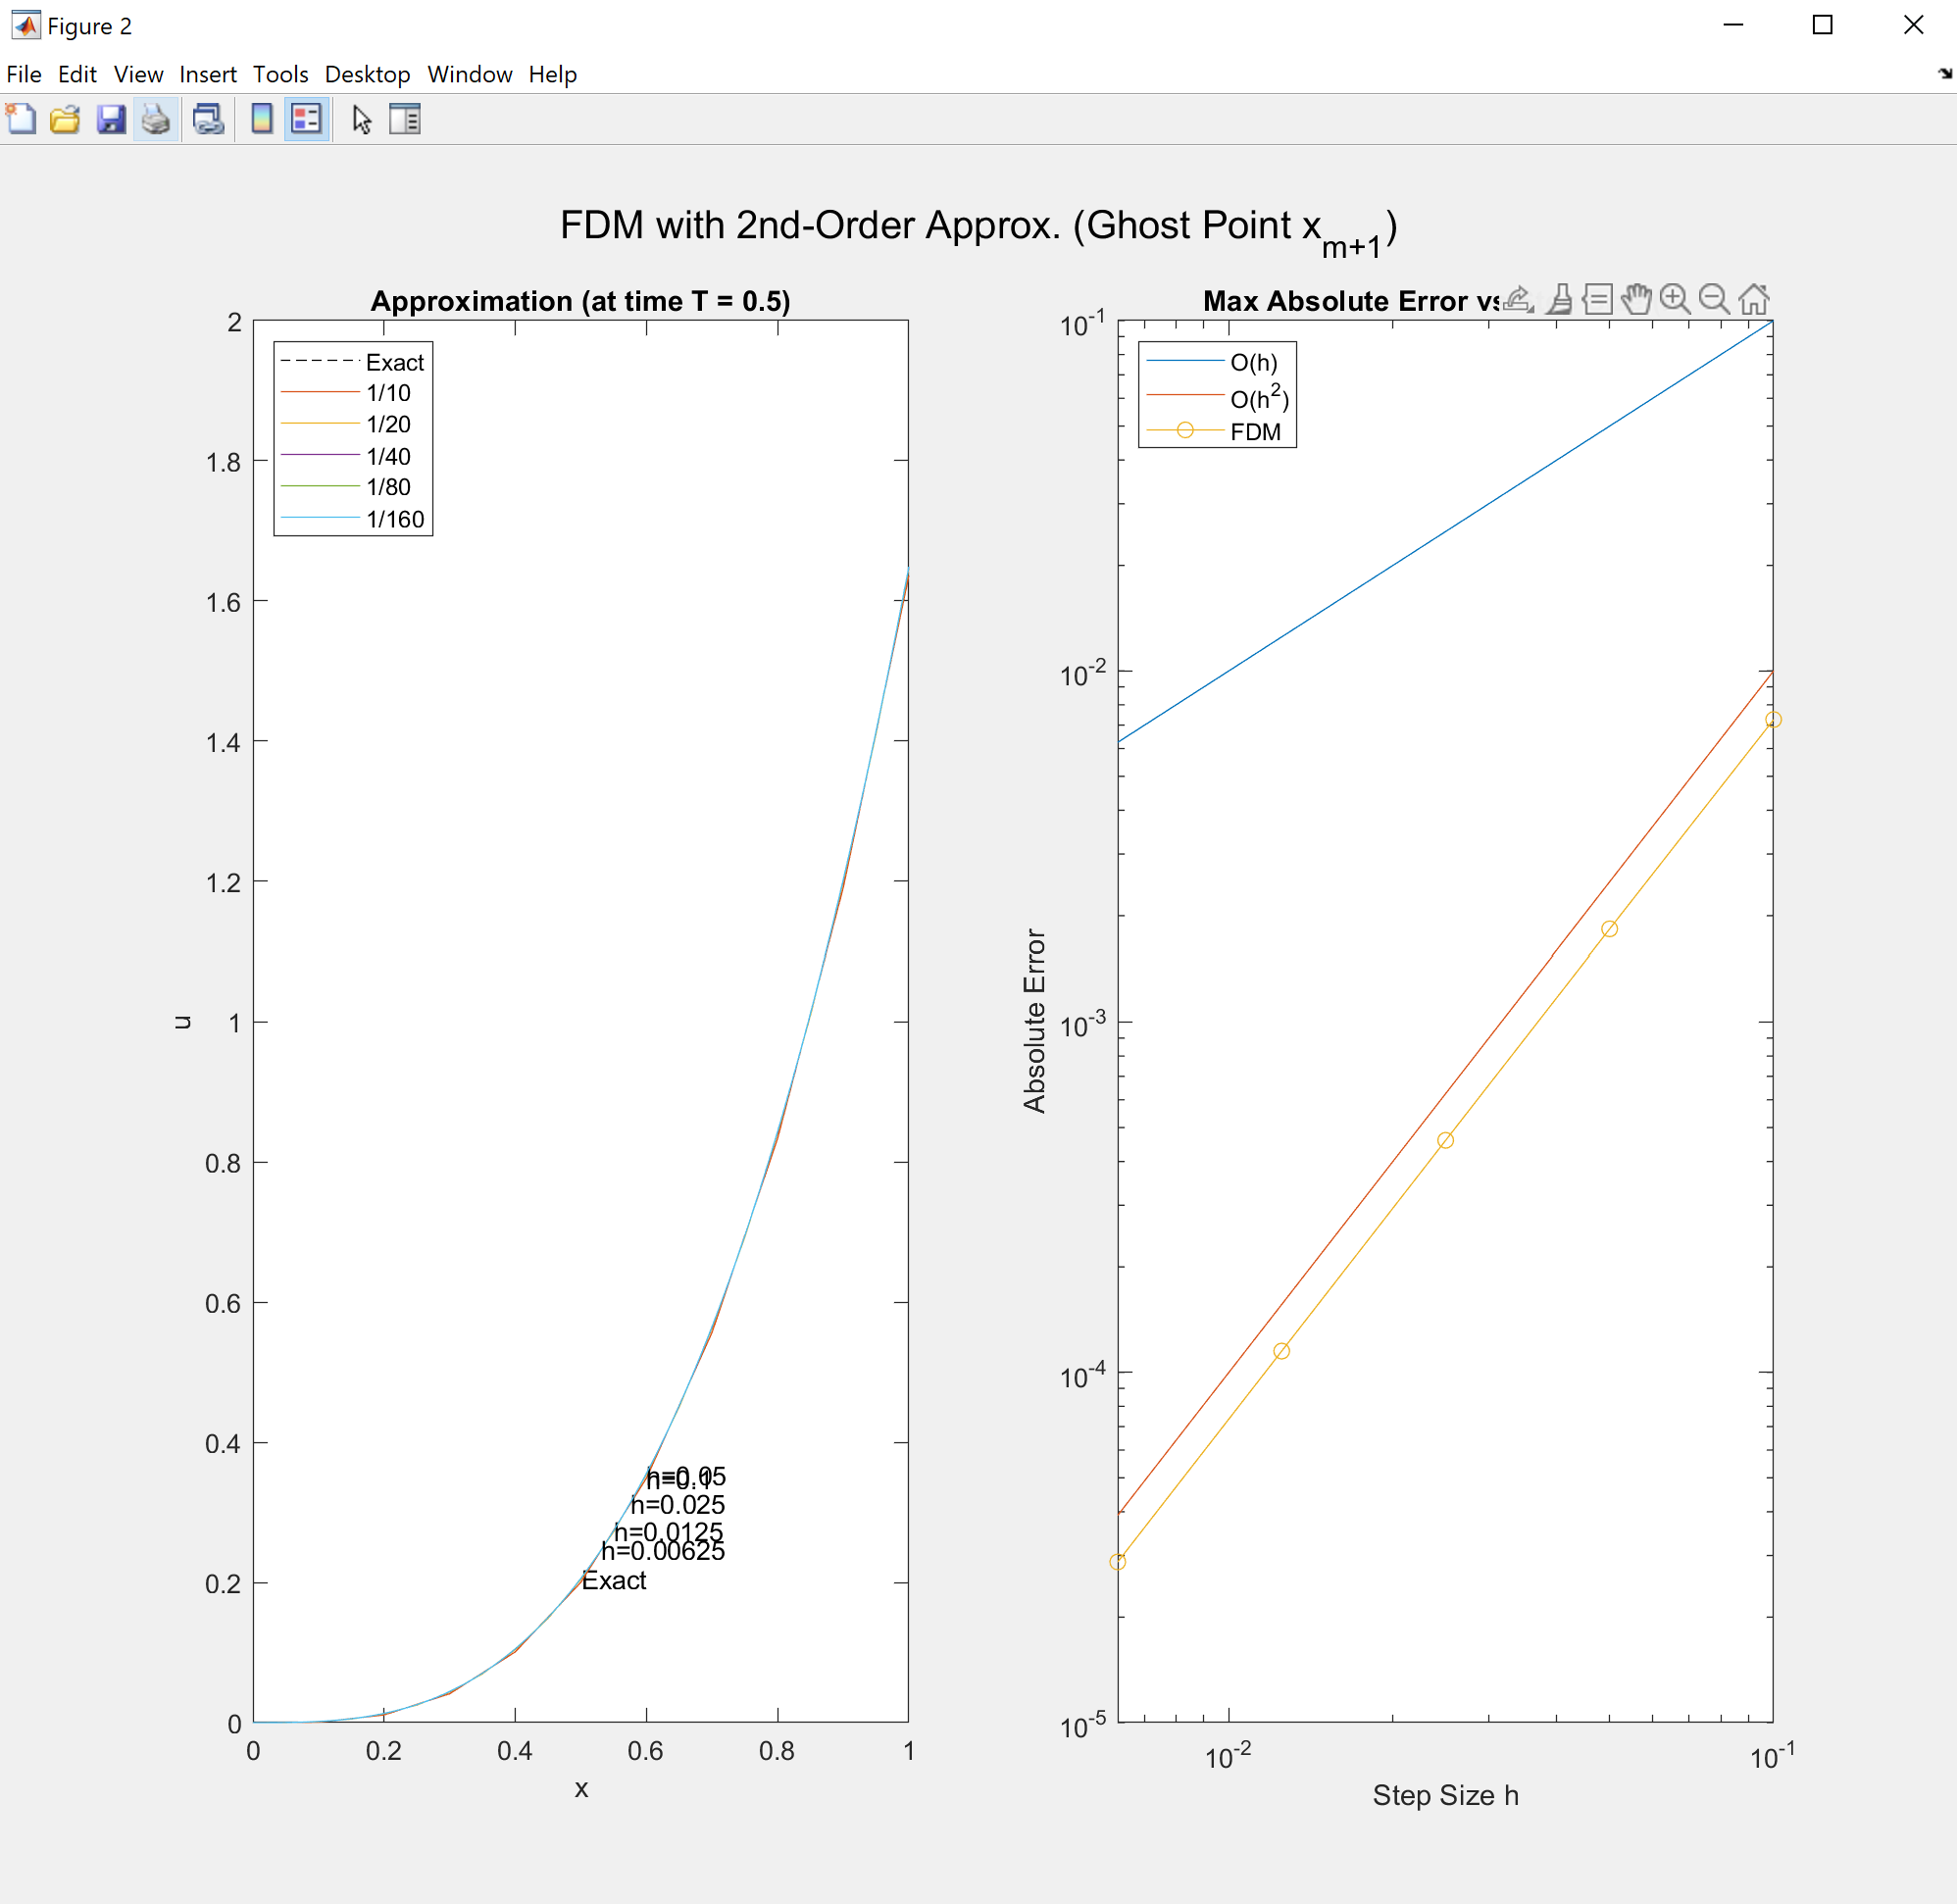 Figure 2
File Edit View Insert Tools Desktop Window Help
FDM with 2nd-Order Approx. (Ghost Point x_{m+1})
Approximation (at time T = 0.5)
2
1.8
1.6
1.4
1.2
1
0.8
0.6
0.4
0.2
0
u
Exact
1/10
1/20
1/40
1/80
1/160
h=0.05
h=0.1
h=0.025
h=0.0125
h=0.00625
Exact
0 0.2 0.4 0.6 0.8 1
x
Max Absolute Error vs
10^{-1}
10^{-2}
10^{-3}
10^{-4}
10^{-5}
Absolute Error
O(h)
O(h^2)
FDM
10^{-2} 10^{-1}
Step Size h